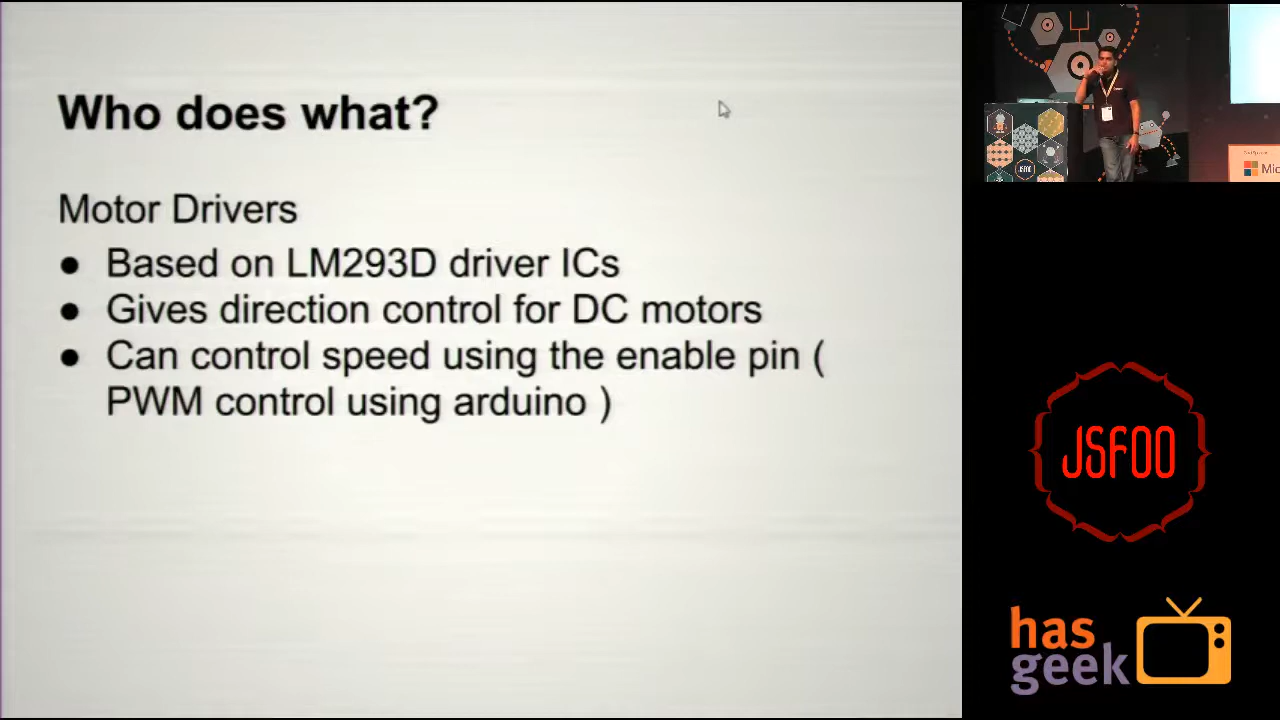 Who does what?
Motor Drivers
● Based on LM293D driver ICs
● Gives direction control for DC motors
● Can control speed using the enable pin (
PWM control using arduino )
JSFOO
JSFOO
has
geek